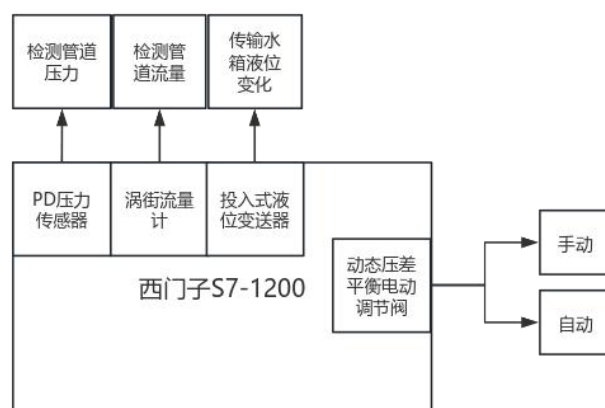 检测管道
压力
检测管
道流量
传输水
箱液位
变化
PD压力
传感器
涡街流量
计
投入式液
位变送器
西门子S7-1200
动态压差
平衡电动
调节阀
手动
自动